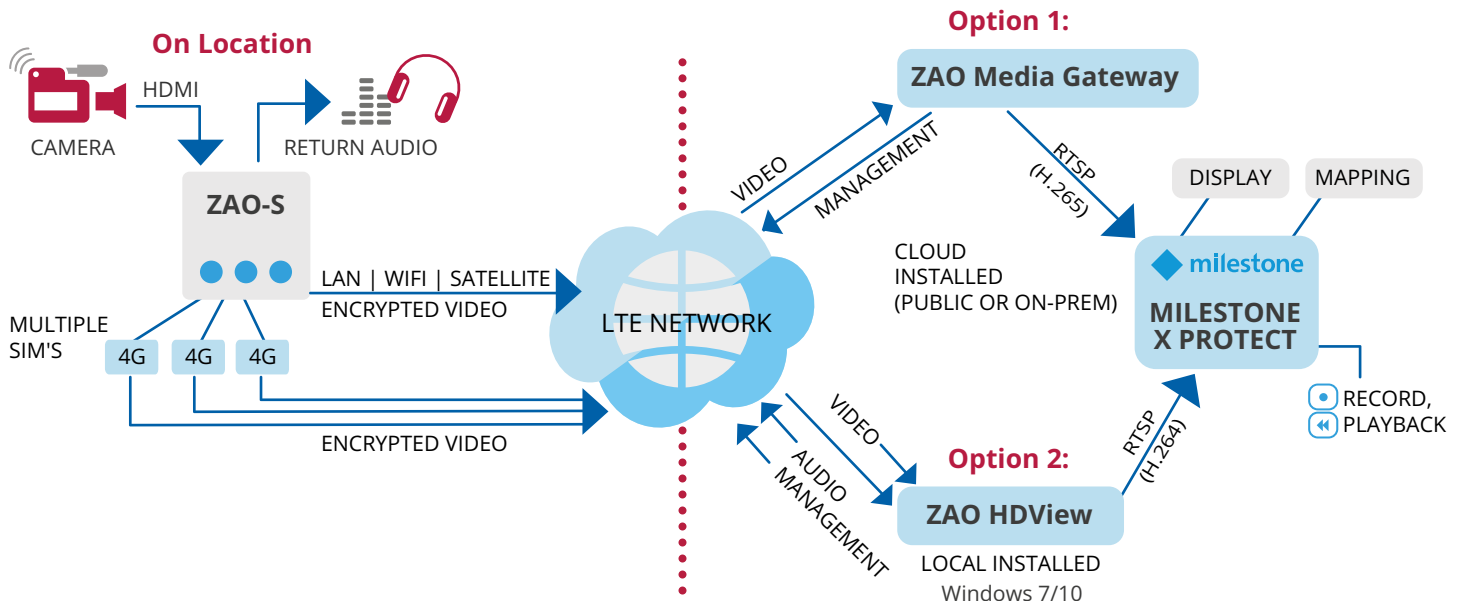 On Location
HDMI
CAMERA
RETURN AUDIO
ZAO-S
LAN | WIFI | SATELLITE
ENCRYPTED VIDEO
MULTIPLE
SIM'S
4G
4G
4G
ENCRYPTED VIDEO
LTE NETWORK
Option 1:
ZAO Media Gateway
VIDEO
MANAGEMENT
RTSP
(H.265)
CLOUD
INSTALLED
(PUBLIC OR ON-PREM)
DISPLAY
MAPPING
milestone
MILESTONE
X PROTECT
RECORD,
PLAYBACK
VIDEO
AUDIO
MANAGEMENT
Option 2:
ZAO HDView
LOCAL INSTALLED
Windows 7/10
RTSP
(H.264)